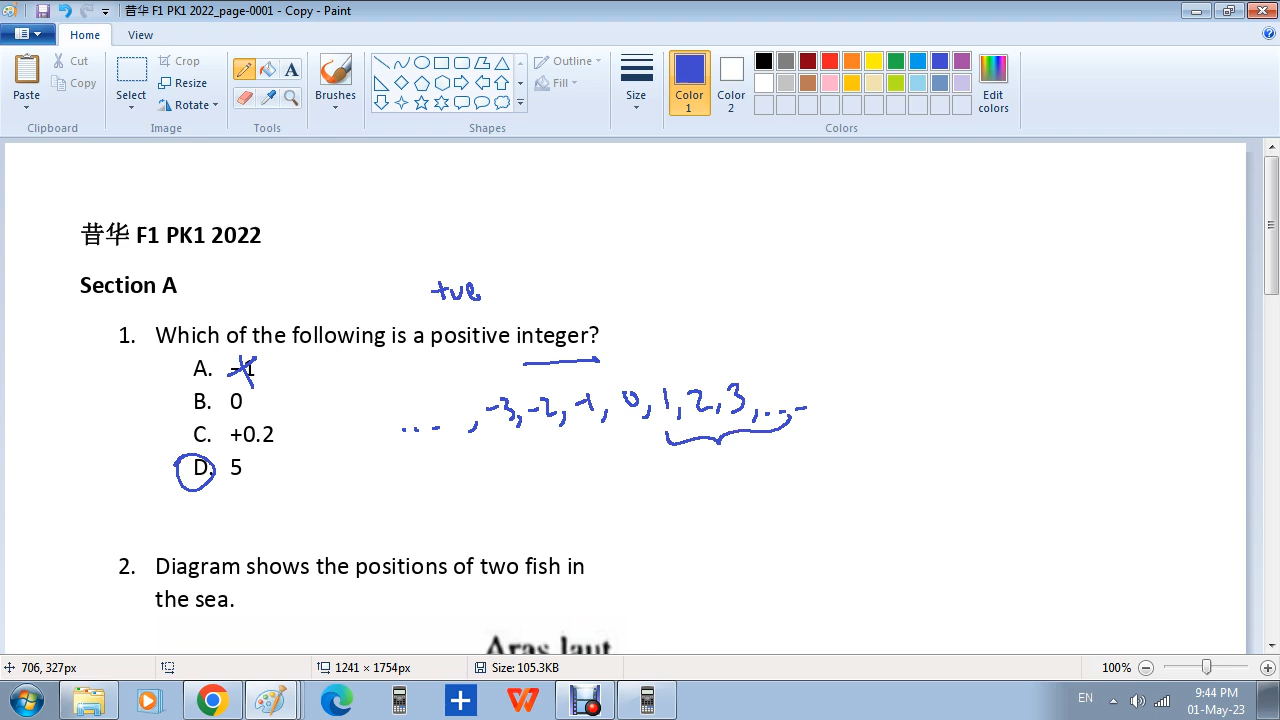 昔华 F1 PK1 2022_page-0001 - Copy - Paint
Home View
Paste
Cut
Copy
Clipboard
Select
Crop
Resize
Rotate
Image
A
Tools
Brushes
Outline
Fill
Shapes
Size
Color 1
Color 2
Edit colors
Colors
昔华 F1 PK1 2022
Section A
+ve
1. Which of the following is a positive integer?
A. -1
B. 0
C. +0.2
D. 5
... , -3, -2, -1, 0, 1, 2, 3, ...
2. Diagram shows the positions of two fish in
the sea.
Aras laut
706, 327px
1241 × 1754px
Size: 105.3KB
100%
EN
9:44 PM
01-May-23